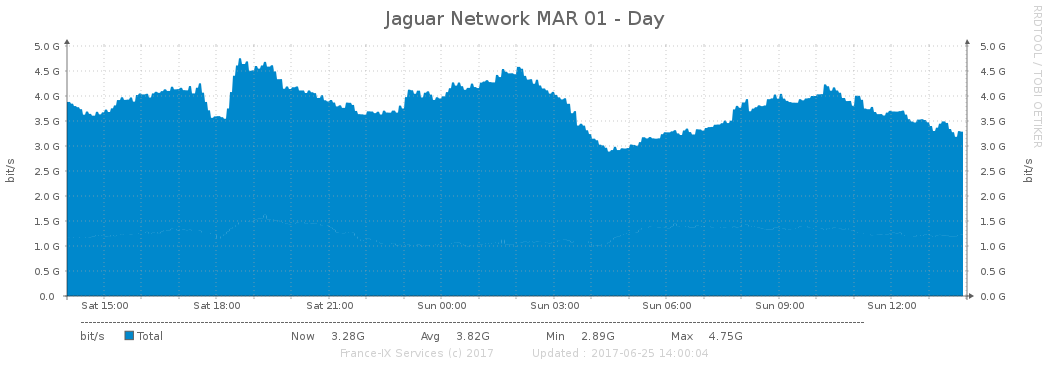 Jaguar Network MAR 01 - Day
RRDTOOL / TOBI OETIKER
bit/s
5.0 G
4.5 G
4.0 G
3.5 G
3.0 G
2.5 G
2.0 G
1.5 G
1.0 G
0.5 G
0.0
5.0 G
4.5 G
4.0 G
3.5 G
3.0 G
2.5 G
2.0 G
1.5 G
1.0 G
0.5 G
0.0 G
bit/s
Sat 15:00 Sat 18:00 Sat 21:00 Sun 00:00 Sun 03:00 Sun 06:00 Sun 09:00 Sun 12:00
bit/s Total Now 3.28G Avg 3.82G Min 2.89G Max 4.75G
France-IX Services (c) 2017 Updated : 2017-06-25 14:00:04